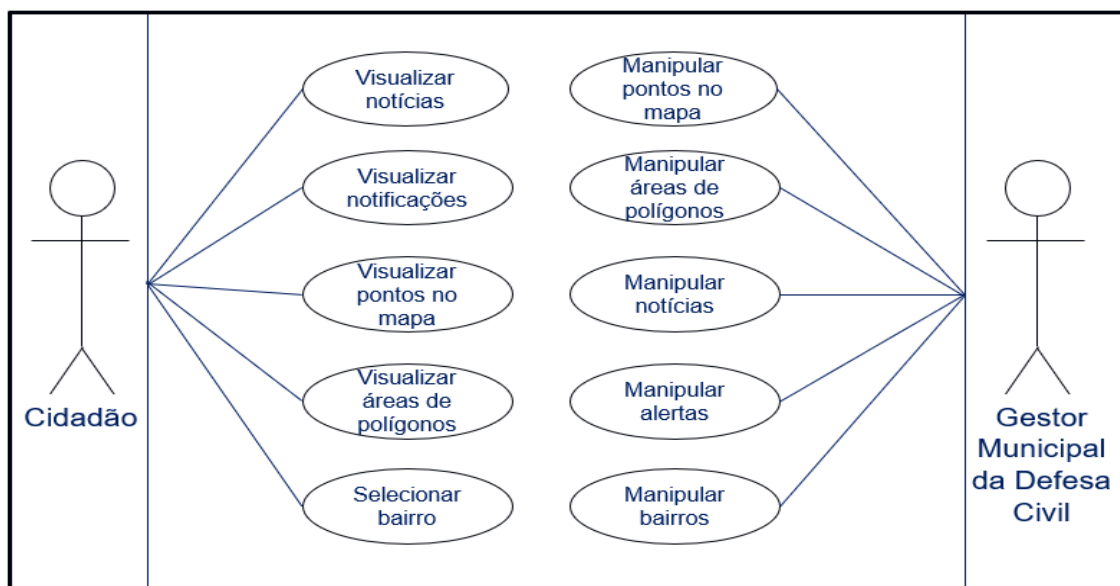 Cidadão
Visualizar
notícias
Visualizar
notificações
Visualizar
pontos no
mapa
Visualizar
áreas de
polígonos
Selecionar
bairro
Manipular
pontos no
mapa
Manipular
áreas de
polígonos
Manipular
notícias
Manipular
alertas
Manipular
bairros
Gestor
Municipal
da Defesa
Civil